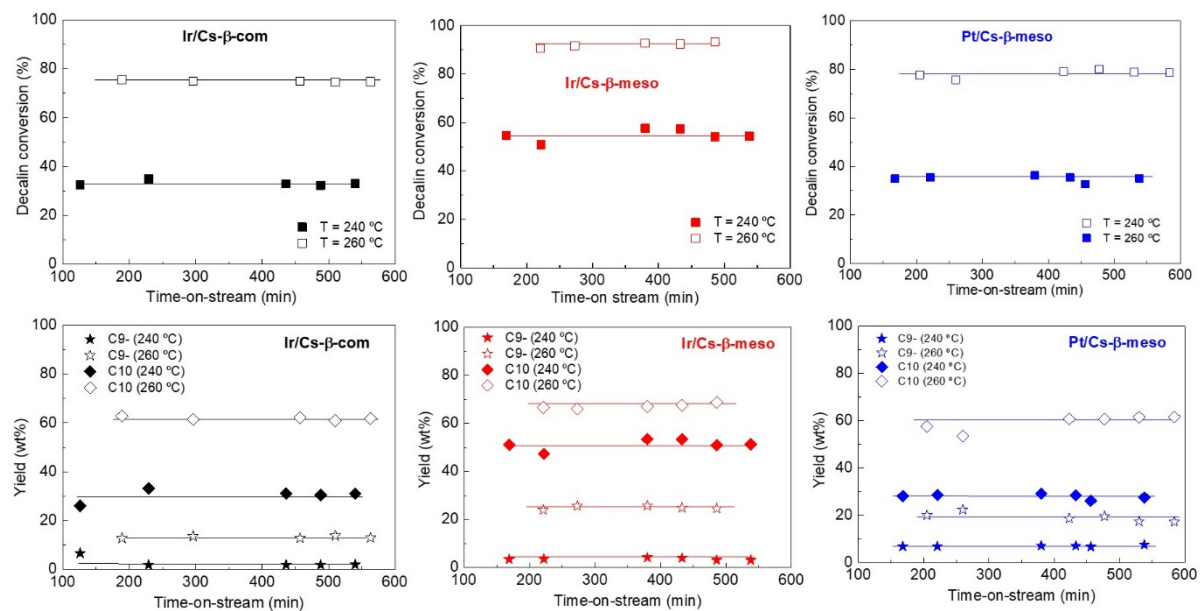 Ir/Cs-β-com
Decalin conversion (%)
100
80
60
40
20
0
T = 240 ºC
T = 260 ºC
100 200 300 400 500 600
Time-on-stream (min)
Ir/Cs-β-meso
Decalin conversion (%)
100
80
60
40
20
0
T = 240 ºC
T = 260 ºC
100 200 300 400 500 600
Time-on-stream (min)
Pt/Cs-β-meso
Decalin conversion (%)
100
80
60
40
20
0
T = 240 ºC
T = 260 ºC
100 200 300 400 500 600
Time-on-stream (min)
C9- (240 ºC)
C9- (260 ºC)
C10 (240 ºC)
C10 (260 ºC)
Ir/Cs-β-com
Yield (wt%)
100
80
60
40
20
0
100 200 300 400 500 600
Time-on-stream (min)
C9- (240 ºC)
C9- (260 ºC)
C10 (240 ºC)
C10 (260 ºC)
Ir/Cs-β-meso
Yield (wt%)
100
80
60
40
20
0
100 200 300 400 500 600
Time-on-stream (min)
C9- (240 ºC)
C9- (260 ºC)
C10 (240 ºC)
C10 (260 ºC)
Pt/Cs-β-meso
Yield (wt%)
100
80
60
40
20
0
100 200 300 400 500 600
Time-on-stream (min)